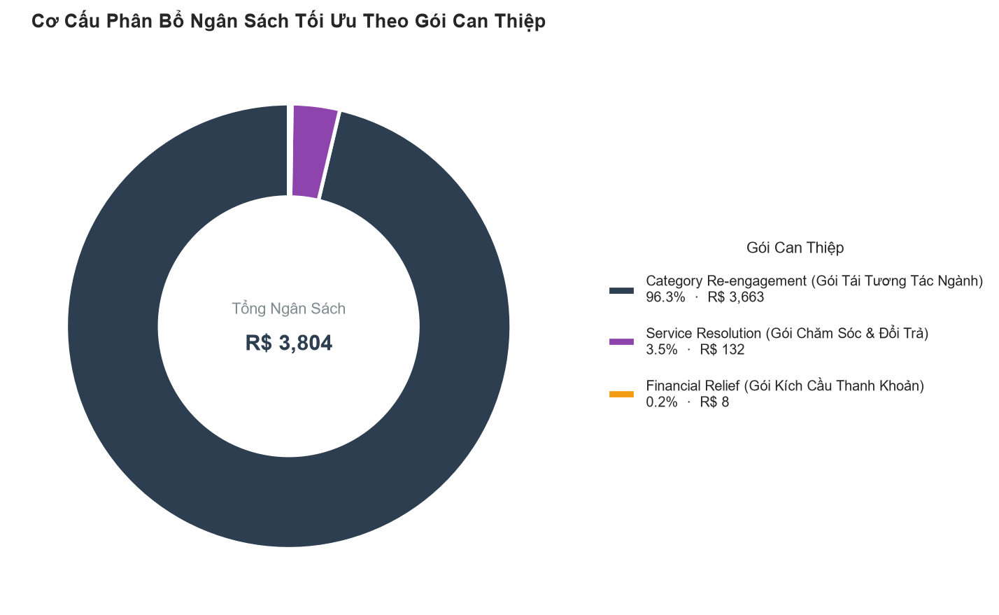 Cơ Cấu Phân Bổ Ngân Sách Tối Ưu Theo Gói Can Thiệp
Tổng Ngân Sách
R$ 3,804
Gói Can Thiệp
Category Re-engagement (Gói Tái Tương Tác Ngành)
96.3% · R$ 3,663
Service Resolution (Gói Chăm Sóc & Đổi Trả)
3.5% · R$ 132
Financial Relief (Gói Kích Cầu Thanh Khoản)
0.2% · R$ 8